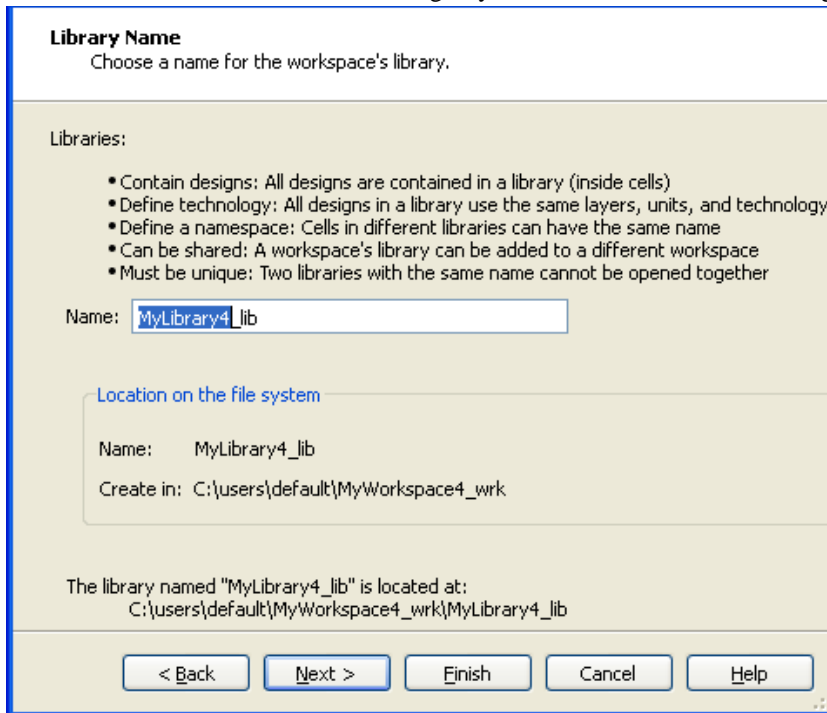 Library Name
Choose a name for the workspace's library.
Libraries:
• Contain designs: All designs are contained in a library (inside cells)
• Define technology: All designs in a library use the same layers, units, and technology
• Define a namespace: Cells in different libraries can have the same name
• Can be shared: A workspace's library can be added to a different workspace
• Must be unique: Two libraries with the same name cannot be opened together
Name: MyLibrary4_lib
Location on the file system
Name: MyLibrary4_lib
Create in: C:\users\default\MyWorkspace4_wrk
The library named "MyLibrary4_lib" is located at:
C:\users\default\MyWorkspace4_wrk\MyLibrary4_lib
< Back Next > Finish Cancel Help